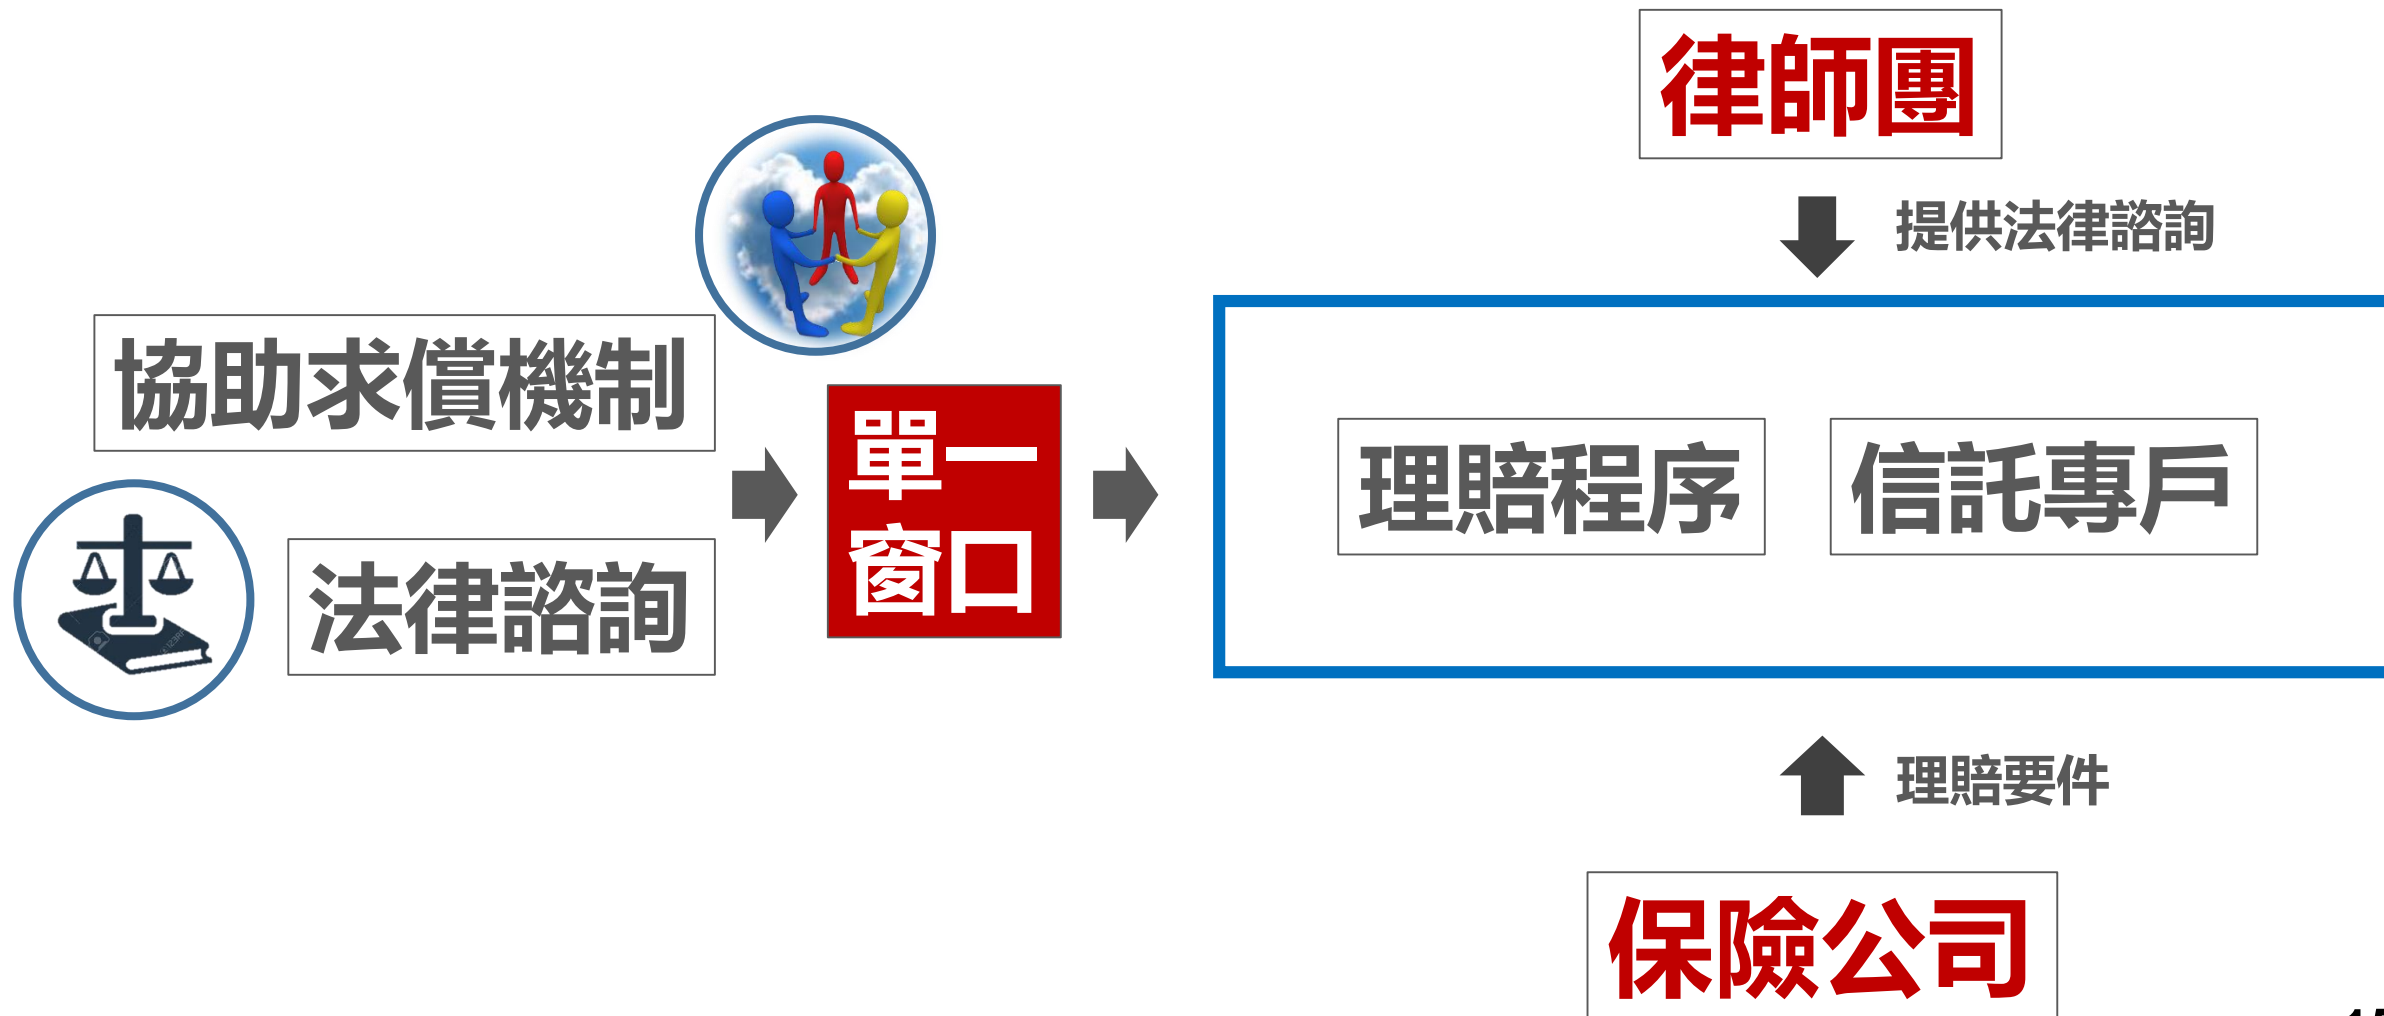 律師團
提供法律諮詢
協助求償機制
單一
窗口
理賠程序
信託專戶
法律諮詢
理賠要件
保險公司